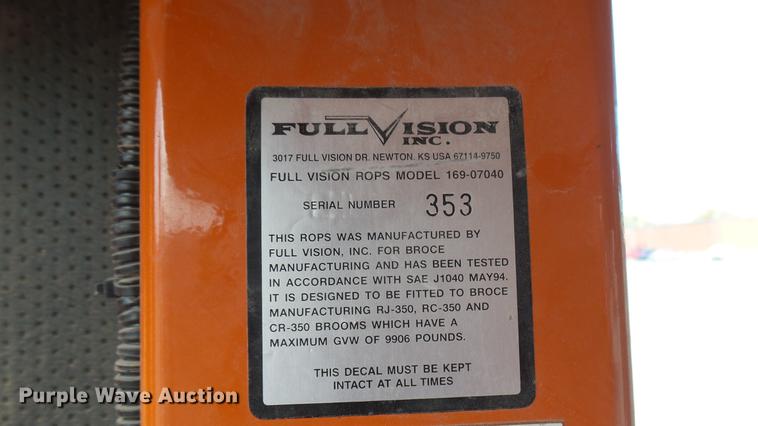 FULL VISION
INC.
3017 FULL VISION DR. NEWTON. KS USA 67114-9750
FULL VISION ROPS MODEL 169-07040
SERIAL NUMBER 353
THIS ROPS WAS MANUFACTURED BY
FULL VISION, INC. FOR BROCE
MANUFACTURING AND HAS BEEN TESTED
IN ACCORDANCE WITH SAE J1040 MAY94.
IT IS DESIGNED TO BE FITTED TO BROCE
MANUFACTURING RJ-350, RC-350 AND
CR-350 BROOMS WHICH HAVE A
MAXIMUM GVW OF 9906 POUNDS.
THIS DECAL MUST BE KEPT
INTACT AT ALL TIMES
Purple Wave Auction